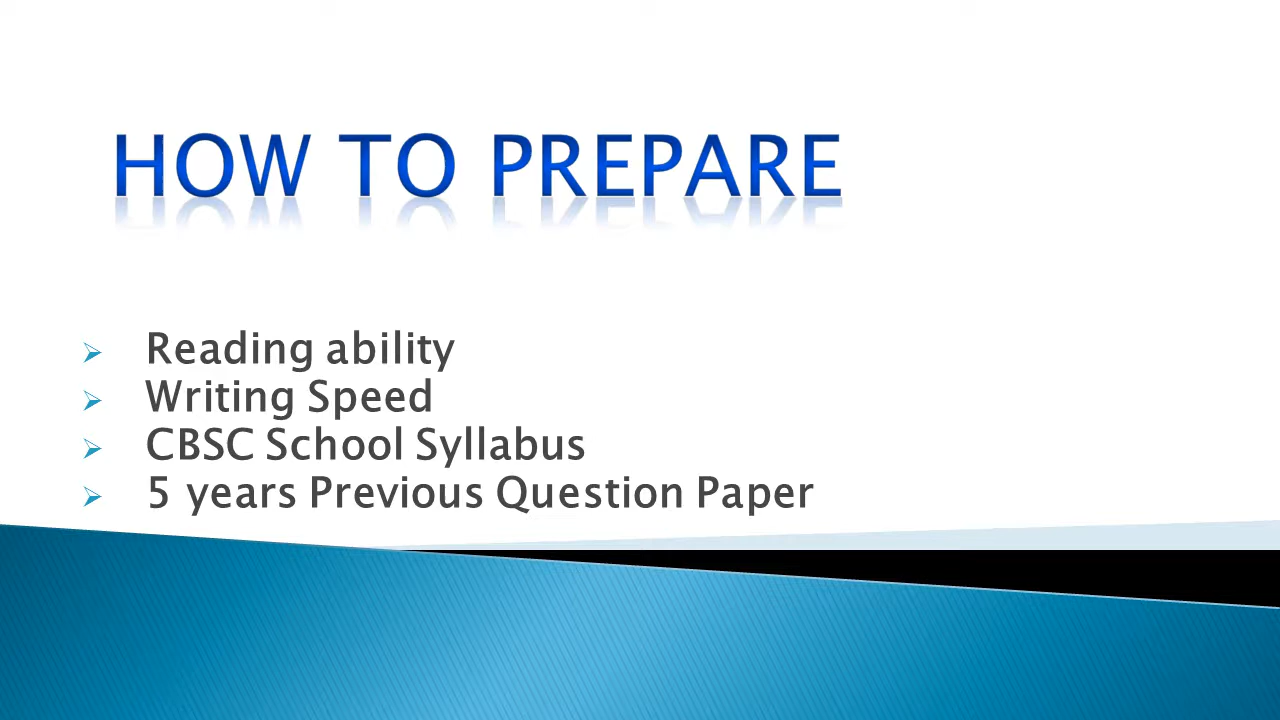 HOW TO PREPARE
Reading ability
Writing Speed
CBSC School Syllabus
5 years Previous Question Paper